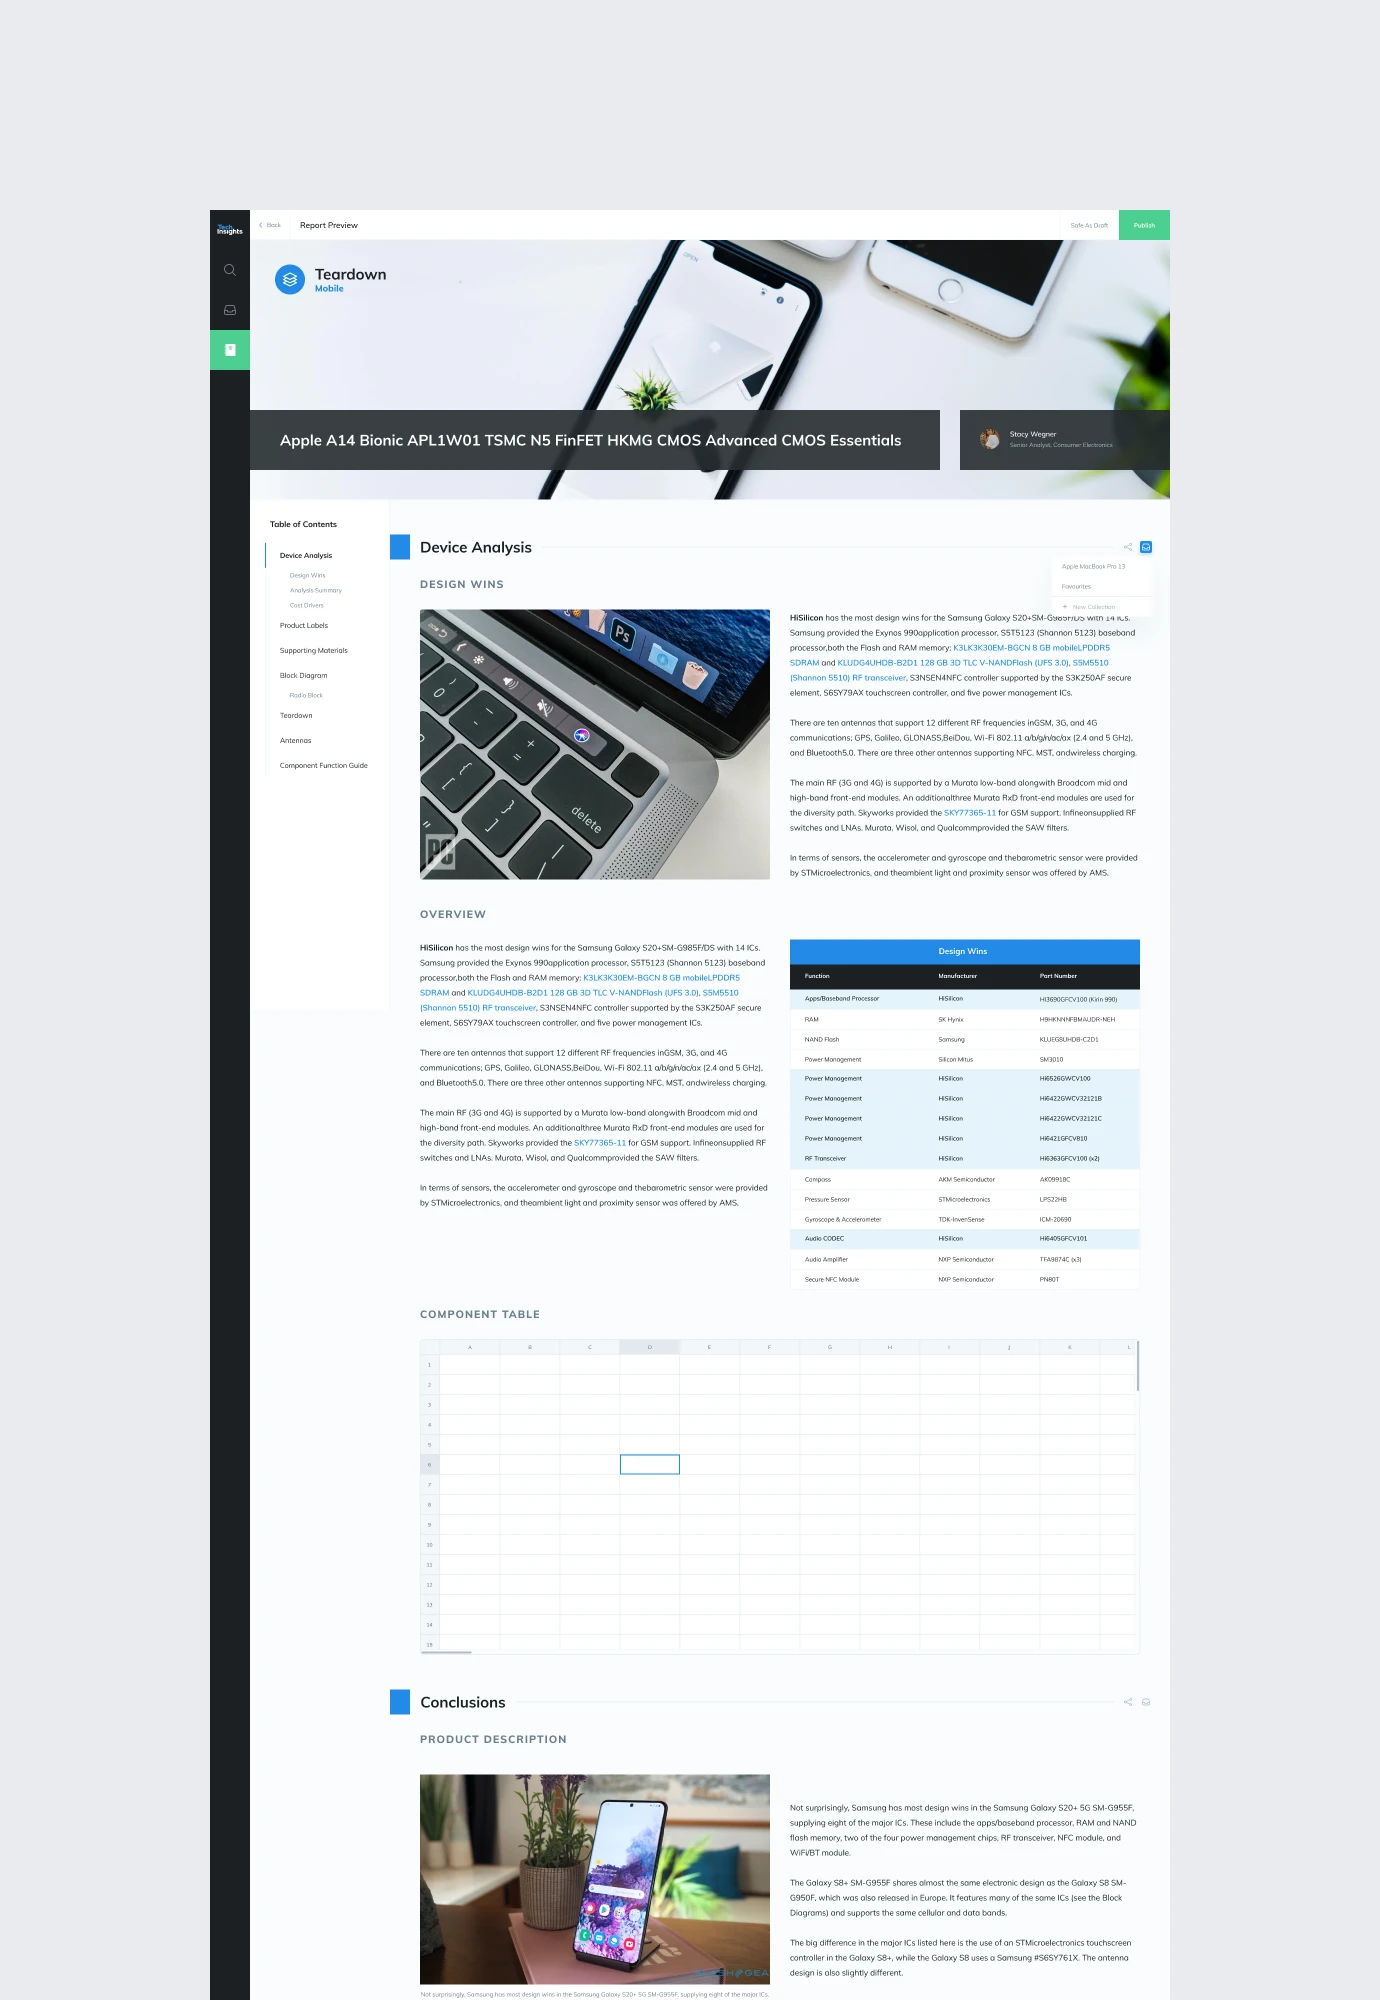 Tech
Insights
Back
Report Preview
Safe As Draft
Publish
Teardown
Mobile
OPEN
Apple A14 Bionic APL1W01 TSMC N5 FinFET HKMG CMOS Advanced CMOS Essentials
Stacy Wegner
Senior Analyst, Consumer Electronics
Table of Contents
Device Analysis
Design Wins
Analysis Summary
Cost Drivers
Product Labels
Supporting Materials
Block Diagram
Radio Block
Teardown
Antennas
Component Function Guide
Device Analysis
Apple MacBook Pro 13
Favourites
+ New Collection
DESIGN WINS
Ps
delete
PC
HiSilicon has the most design wins for the Samsung Galaxy S20+SM-G985F/DS with 14 ICs.
Samsung provided the Exynos 990application processor, S5T5123 (Shannon 5123) baseband
processor,both the Flash and RAM memory: K3LK3K30EM-BGCN 8 GB mobileLPDDR5
SDRAM and KLUDG4UHDB-B2D1 128 GB 3D TLC V-NANDFlash (UFS 3.0), S5M5510
(Shannon 5510) RF transceiver, S3NSEN4NFC controller supported by the S3K250AF secure
element, S6SY79AX touchscreen controller, and five power management ICs.
There are ten antennas that support 12 different RF frequencies inGSM, 3G, and 4G
communications; GPS, Galileo, GLONASS,BeiDou, Wi-Fi 802.11 a/b/g/n/ac/ax (2.4 and 5 GHz),
and Bluetooth5.0. There are three other antennas supporting NFC, MST, andwireless charging.
The main RF (3G and 4G) is supported by a Murata low-band alongwith Broadcom mid and
high-band front-end modules. An additionalthree Murata RxD front-end modules are used for
the diversity path. Skyworks provided the SKY77365-11 for GSM support. Infineonsupplied RF
switches and LNAs. Murata, Wisol, and Qualcommprovided the SAW filters.
In terms of sensors, the accelerometer and gyroscope and thebarometric sensor were provided
by STMicroelectronics, and theambient light and proximity sensor was offered by AMS.
OVERVIEW
HiSilicon has the most design wins for the Samsung Galaxy S20+SM-G985F/DS with 14 ICs.
Samsung provided the Exynos 990application processor, S5T5123 (Shannon 5123) baseband
processor,both the Flash and RAM memory: K3LK3K30EM-BGCN 8 GB mobileLPDDR5
SDRAM and KLUDG4UHDB-B2D1 128 GB 3D TLC V-NANDFlash (UFS 3.0), S5M5510
(Shannon 5510) RF transceiver, S3NSEN4NFC controller supported by the S3K250AF secure
element, S6SY79AX touchscreen controller, and five power management ICs.
There are ten antennas that support 12 different RF frequencies inGSM, 3G, and 4G
communications; GPS, Galileo, GLONASS,BeiDou, Wi-Fi 802.11 a/b/g/n/ac/ax (2.4 and 5 GHz),
and Bluetooth5.0. There are three other antennas supporting NFC, MST, andwireless charging.
The main RF (3G and 4G) is supported by a Murata low-band alongwith Broadcom mid and
high-band front-end modules. An additionalthree Murata RxD front-end modules are used for
the diversity path. Skyworks provided the SKY77365-11 for GSM support. Infineonsupplied RF
switches and LNAs. Murata, Wisol, and Qualcommprovided the SAW filters.
In terms of sensors, the accelerometer and gyroscope and thebarometric sensor were provided
by STMicroelectronics, and theambient light and proximity sensor was offered by AMS.
Design Wins
Function Manufacturer Part Number
Apps/Baseband Processor HiSilicon Hi3690GFCV100 (Kirin 990)
RAM SK Hynix H9HKNNNFBMAUDR-NEH
NAND Flash Samsung KLUEG8UHDB-C2D1
Power Management Silicon Mitus SM3010
Power Management HiSilicon Hi6526GWCV100
Power Management HiSilicon Hi6422GWCV32121B
Power Management HiSilicon Hi6422GWCV32121C
Power Management HiSilicon Hi6421GFCV810
RF Transceiver HiSilicon Hi6363GFCV100 (x2)
Compass AKM Semiconductor AK09918C
Pressure Sensor STMicroelectronics LPS22HB
Gyroscope & Accelerometer TDK-InvenSense ICM-20690
Audio CODEC HiSilicon Hi6405GFCV101
Audio Amplifier NXP Semiconductor TFA9874C (x3)
Secure NFC Module NXP Semiconductor PN80T
COMPONENT TABLE
A B C D E F G H I J K L
1
2
3
4
5
6
7
8
9
10
11
12
13
14
15
Conclusions
PRODUCT DESCRIPTION
Not surprisingly, Samsung has most design wins in the Samsung Galaxy S20+ 5G SM-G955F,
supplying eight of the major ICs. These include the apps/baseband processor, RAM and NAND
flash memory, two of the four power management chips, RF transceiver, NFC module, and
WiFi/BT module.
The Galaxy S8+ SM-G955F shares almost the same electronic design as the Galaxy S8 SM-
G950F, which was also released in Europe. It features many of the same ICs (see the Block
Diagrams) and supports the same cellular and data bands.
The big difference in the major ICs listed here is the use of an STMicroelectronics touchscreen
controller in the Galaxy S8+, while the Galaxy S8 uses a Samsung #S6SY761X. The antenna
design is also slightly different.
Not surprisingly, Samsung has most design wins in the Samsung Galaxy S20+ 5G SM-G955F, supplying eight of the major ICs.